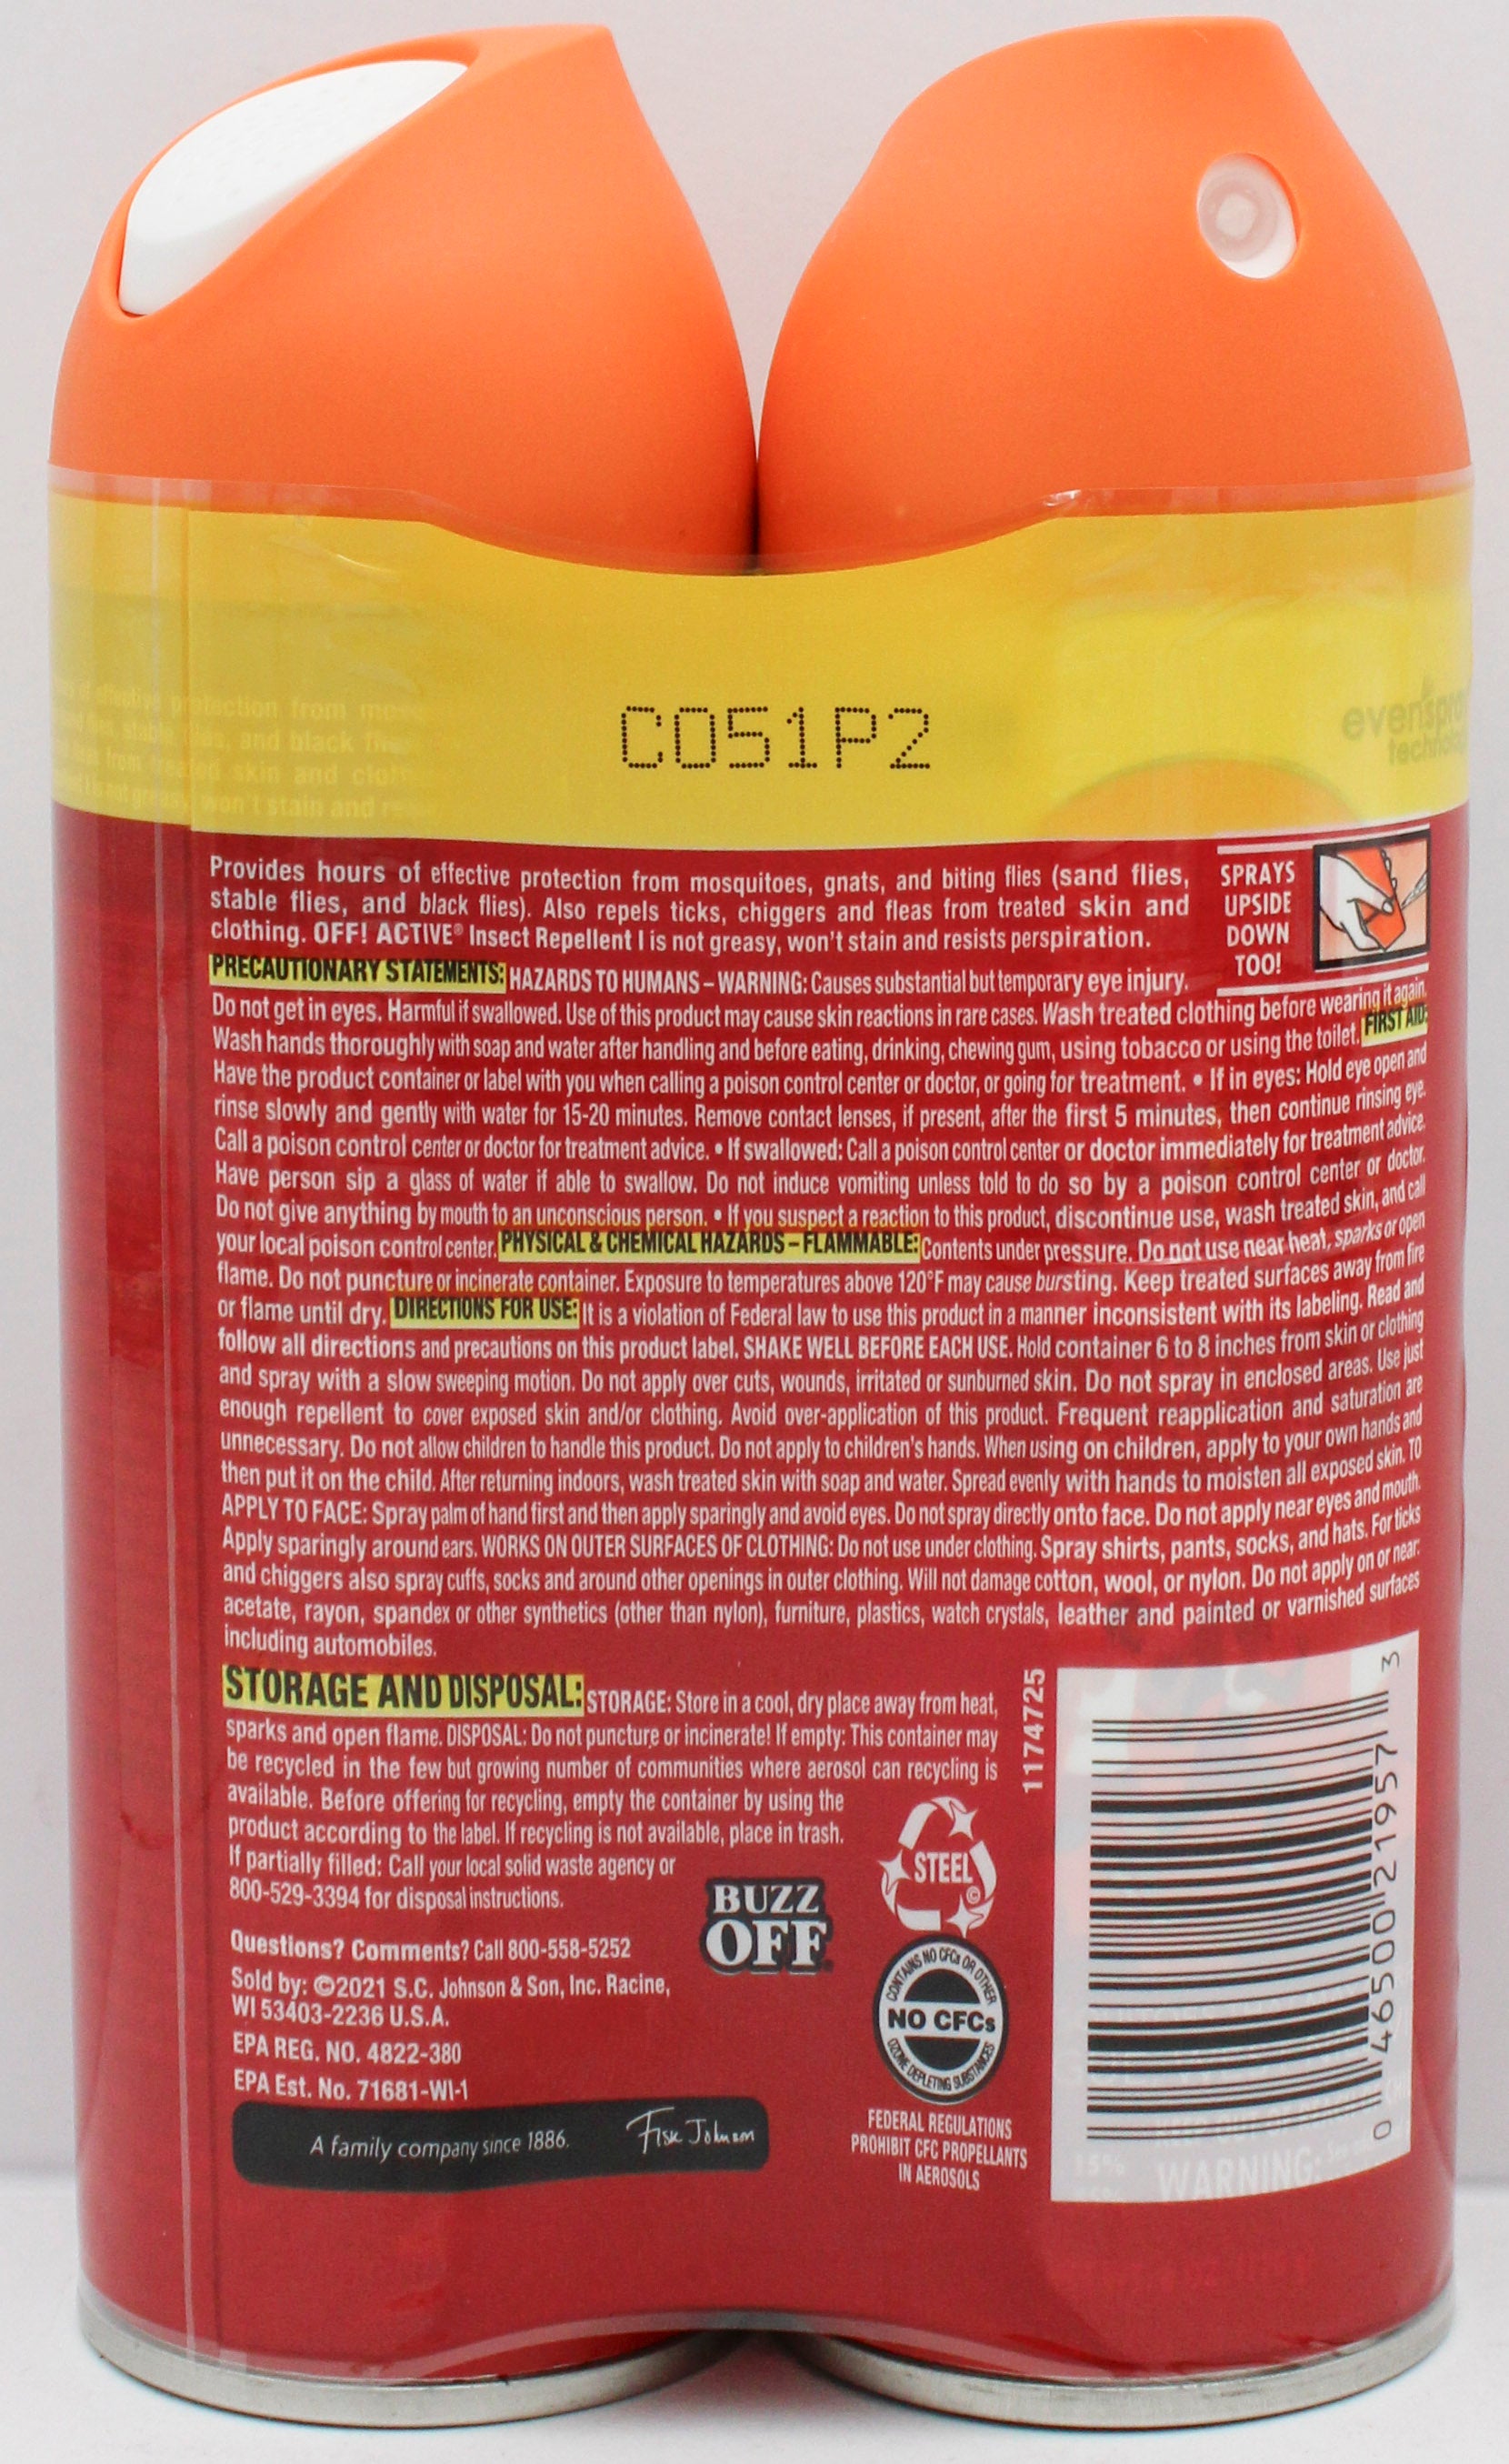 C051P2
evenspray
technology
protection from mos
and black flies
skin and cloth
won't stain and re
Provides hours of effective protection from mosquitoes, gnats, and biting flies (sand flies,
stable flies, and black flies). Also repels ticks, chiggers and fleas from treated skin and
clothing. OFF! ACTIVE® Insect Repellent I is not greasy, won't stain and resists perspiration.
SPRAYS
UPSIDE
DOWN
TOO!
PRECAUTIONARY STATEMENTS: HAZARDS TO HUMANS – WARNING: Causes substantial but temporary eye injury.
Do not get in eyes. Harmful if swallowed. Use of this product may cause skin reactions in rare cases. Wash treated clothing before wearing it again.
Wash hands thoroughly with soap and water after handling and before eating, drinking, chewing gum, using tobacco or using the toilet. FIRST AID:
Have the product container or label with you when calling a poison control center or doctor, or going for treatment. • If in eyes: Hold eye open and
rinse slowly and gently with water for 15-20 minutes. Remove contact lenses, if present, after the first 5 minutes, then continue rinsing eye.
Call a poison control center or doctor for treatment advice. • If swallowed: Call a poison control center or doctor immediately for treatment advice.
Have person sip a glass of water if able to swallow. Do not induce vomiting unless told to do so by a poison control center or doctor.
Do not give anything by mouth to an unconscious person. • If you suspect a reaction to this product, discontinue use, wash treated skin, and call
your local poison control center. PHYSICAL & CHEMICAL HAZARDS – FLAMMABLE: Contents under pressure. Do not use near heat, sparks or open
flame. Do not puncture or incinerate container. Exposure to temperatures above 120°F may cause bursting. Keep treated surfaces away from fire
or flame until dry. DIRECTIONS FOR USE: It is a violation of Federal law to use this product in a manner inconsistent with its labeling. Read and
follow all directions and precautions on this product label. SHAKE WELL BEFORE EACH USE. Hold container 6 to 8 inches from skin or clothing
and spray with a slow sweeping motion. Do not apply over cuts, wounds, irritated or sunburned skin. Do not spray in enclosed areas. Use just
enough repellent to cover exposed skin and/or clothing. Avoid over-application of this product. Frequent reapplication and saturation are
unnecessary. Do not allow children to handle this product. Do not apply to children's hands. When using on children, apply to your own hands and
then put it on the child. After returning indoors, wash treated skin with soap and water. Spread evenly with hands to moisten all exposed skin. TO
APPLY TO FACE: Spray palm of hand first and then apply sparingly and avoid eyes. Do not spray directly onto face. Do not apply near eyes and mouth.
Apply sparingly around ears. WORKS ON OUTER SURFACES OF CLOTHING: Do not use under clothing. Spray shirts, pants, socks, and hats. For ticks
and chiggers also spray cuffs, socks and around other openings in outer clothing. Will not damage cotton, wool, or nylon. Do not apply on or near:
acetate, rayon, spandex or other synthetics (other than nylon), furniture, plastics, watch crystals, leather and painted or varnished surfaces
including automobiles.
STORAGE AND DISPOSAL: STORAGE: Store in a cool, dry place away from heat,
sparks and open flame. DISPOSAL: Do not puncture or incinerate! If empty: This container may
be recycled in the few but growing number of communities where aerosol can recycling is
available. Before offering for recycling, empty the container by using the
product according to the label. If recycling is not available, place in trash.
If partially filled: Call your local solid waste agency or
800-529-3394 for disposal instructions.
Questions? Comments? Call 800-558-5252
Sold by: ©2021 S.C. Johnson & Son, Inc. Racine,
WI 53403-2236 U.S.A.
EPA REG. NO. 4822-380
EPA Est. No. 71681-WI-1
A family company since 1886. Fisk Johnson
BUZZ
OFF
STEEL
©
CONTAINS NO CFCs OR OTHER
NO CFCs
OZONE DEPLETING SUBSTANCES
FEDERAL REGULATIONS
PROHIBIT CFC PROPELLANTS
IN AEROSOLS
1174725
0 46500 21957 3
15%
WARNING: